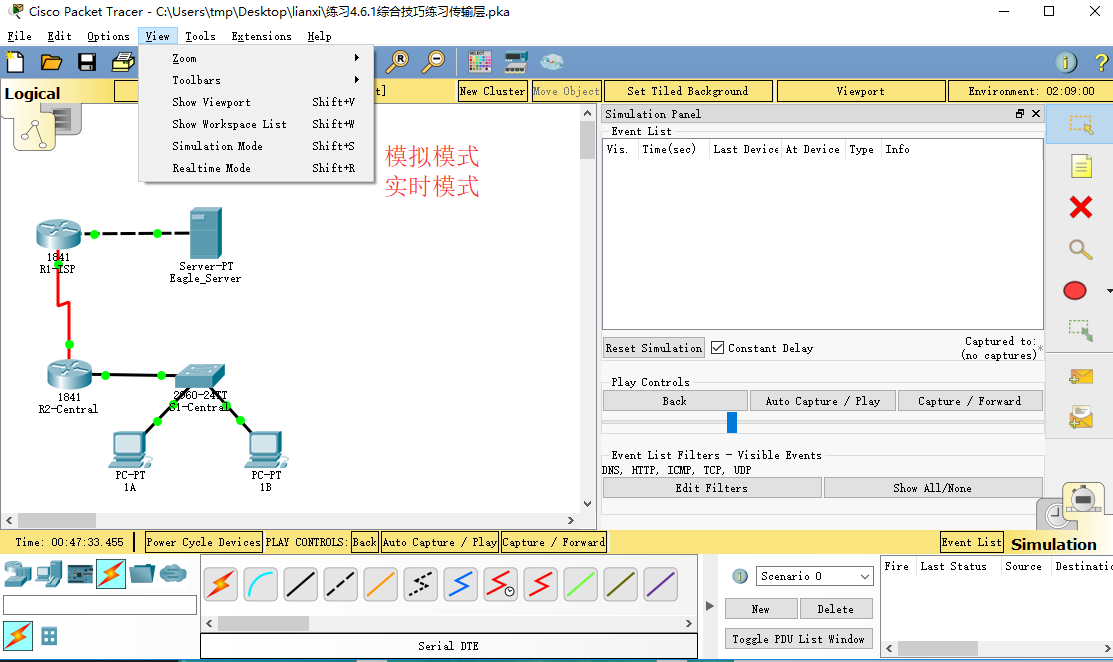 Cisco Packet Tracer - C:\Users\tmp\Desktop\lianxi\练习4.6.1综合技巧练习传输层.pka
File Edit Options View Tools Extensions Help
Logical
t]
New Cluster
Move Object
Set Tiled Background
Viewport
Environment: 02:09:00
Zoom
Toolbars
Show Viewport Shift+V
Show Workspace List Shift+W
Simulation Mode Shift+S
Realtime Mode Shift+R
模拟模式
实时模式
1841
R1-ISP
Server-PT
Eagle_Server
1841
R2-Central
2960-24TT
S1-Central
PC-PT
1A
PC-PT
1B
Simulation Panel
Event List
Vis. Time(sec) Last Device At Device Type Info
Reset Simulation
Constant Delay
Captured to:
(no captures)
Play Controls
Back
Auto Capture / Play
Capture / Forward
Event List Filters - Visible Events
DNS, HTTP, ICMP, TCP, UDP
Edit Filters
Show All/None
Time: 00:47:33.455
Power Cycle Devices
PLAY CONTROLS:
Back
Auto Capture / Play
Capture / Forward
Event List
Simulation
Serial DTE
Scenario 0
New
Delete
Toggle PDU List Window
Fire Last Status Source Destinatio